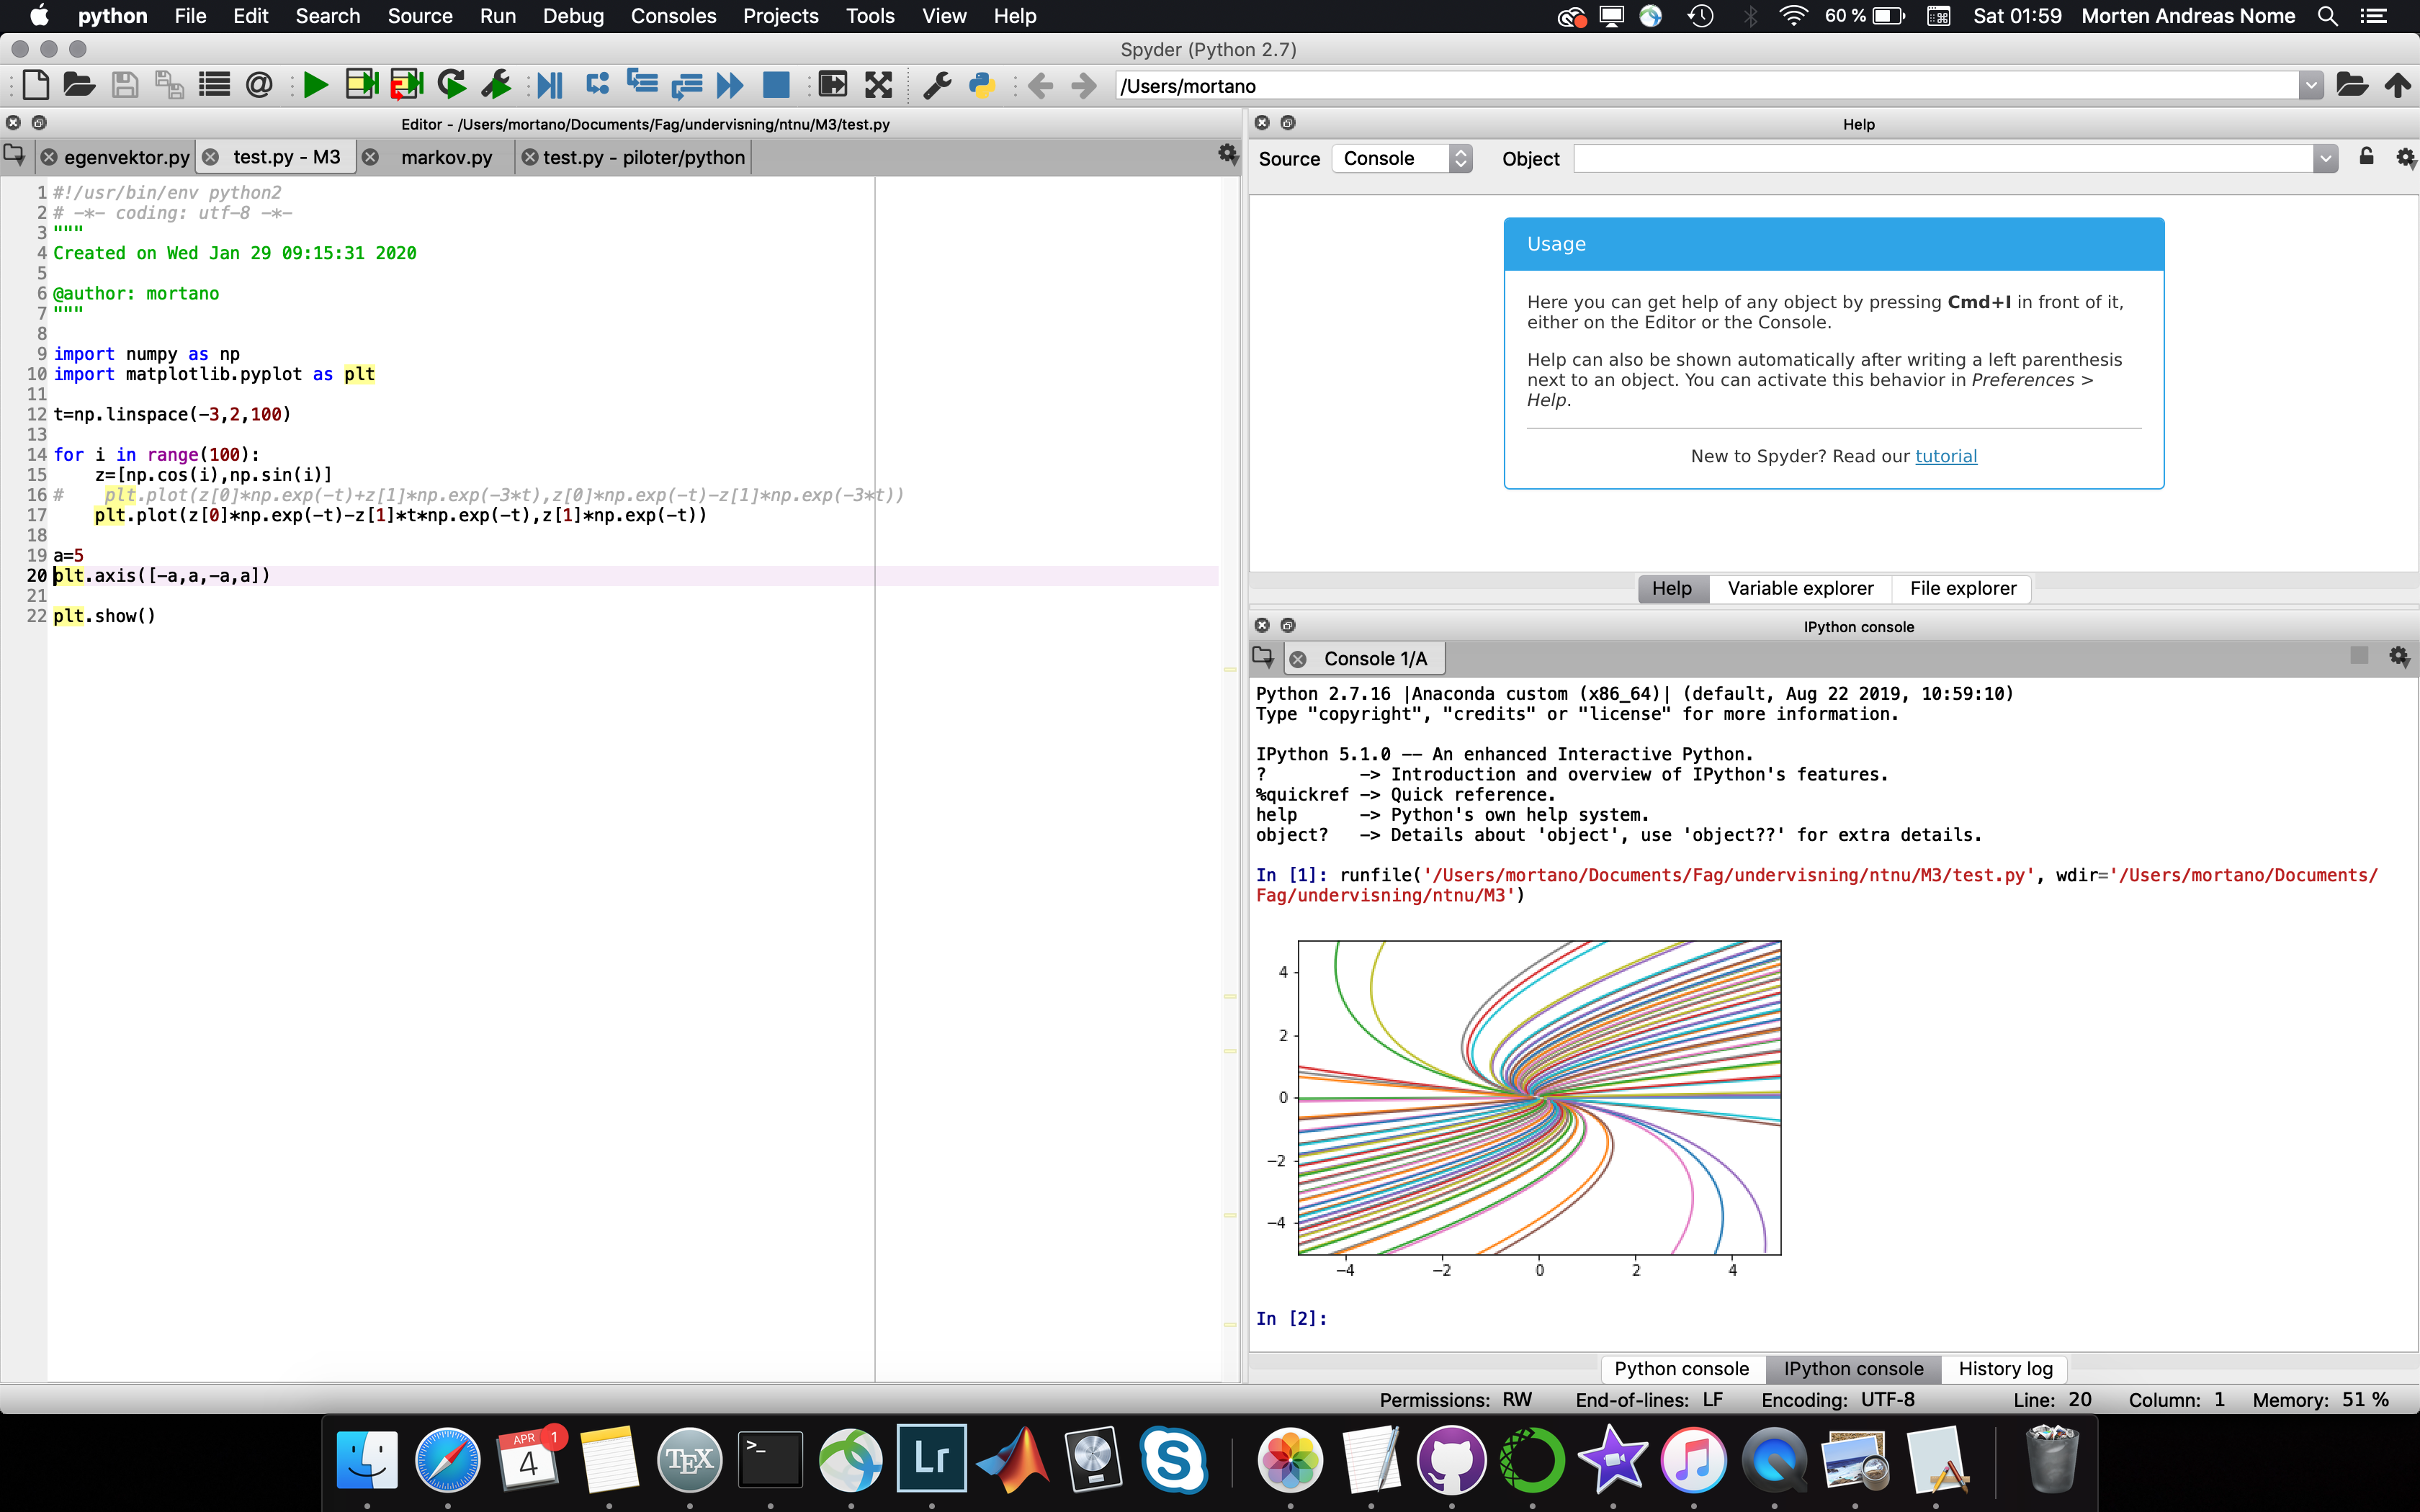 python File Edit Search Source Run Debug Consoles Projects Tools View Help 60 % Sat 01:59 Morten Andreas Nome
Spyder (Python 2.7)
/Users/mortano
Editor - /Users/mortano/Documents/Fag/undervisning/ntnu/M3/test.py
egenvektor.py test.py - M3 markov.py test.py - piloter/python
1 #!/usr/bin/env python2
2 # -*- coding: utf-8 -*-
3 """
4 Created on Wed Jan 29 09:15:31 2020
5
6 @author: mortano
7 """
8
9 import numpy as np
10 import matplotlib.pyplot as plt
11
12 t=np.linspace(-3,2,100)
13
14 for i in range(100):
15     z=[np.cos(i),np.sin(i)]
16 #    plt.plot(z[0]*np.exp(-t)+z[1]*np.exp(-3*t),z[0]*np.exp(-t)-z[1]*np.exp(-3*t))
17     plt.plot(z[0]*np.exp(-t)-z[1]*t*np.exp(-t),z[1]*np.exp(-t))
18
19 a=5
20 plt.axis([-a,a,-a,a])
21
22 plt.show()
Help
Source Console Object
Usage
Here you can get help of any object by pressing Cmd+I in front of it,
either on the Editor or the Console.
Help can also be shown automatically after writing a left parenthesis
next to an object. You can activate this behavior in Preferences >
Help.
New to Spyder? Read our tutorial
Help Variable explorer File explorer
IPython console
Console 1/A
Python 2.7.16 |Anaconda custom (x86_64)| (default, Aug 22 2019, 10:59:10)
Type "copyright", "credits" or "license" for more information.
IPython 5.1.0 -- An enhanced Interactive Python.
?         -> Introduction and overview of IPython's features.
%quickref -> Quick reference.
help      -> Python's own help system.
object?   -> Details about 'object', use 'object??' for extra details.
In [1]: runfile('/Users/mortano/Documents/Fag/undervisning/ntnu/M3/test.py', wdir='/Users/mortano/Documents/
Fag/undervisning/ntnu/M3')
4
2
0
−2
−4
−4 −2 0 2 4
In [2]:
Python console IPython console History log
Permissions: RW End-of-lines: LF Encoding: UTF-8 Line: 20 Column: 1 Memory: 51 %
APR 4 1
TEX
>_
Lr
S